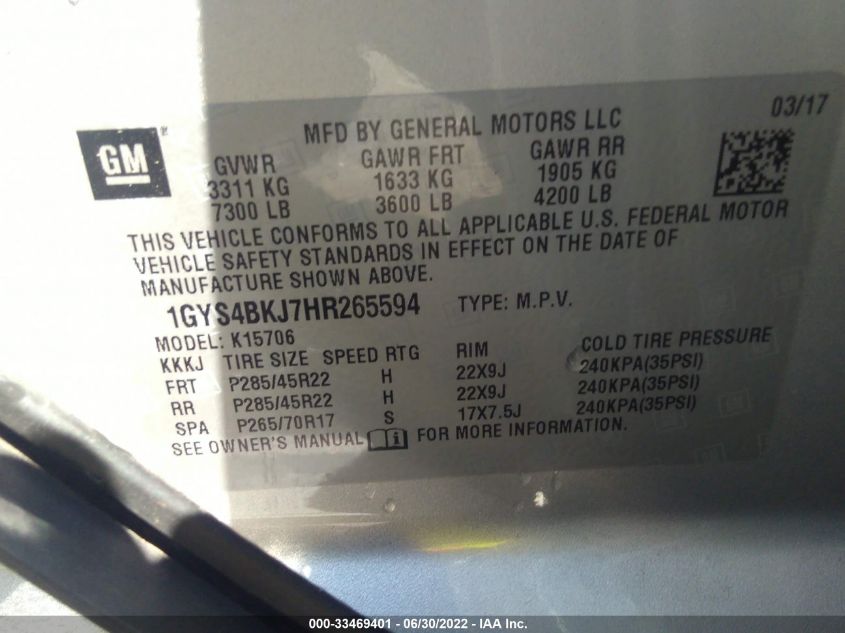 03/17
MFD BY GENERAL MOTORS LLC
GM®
GVWR GAWR FRT GAWR RR
3311 KG 1633 KG 1905 KG
7300 LB 3600 LB 4200 LB
THIS VEHICLE CONFORMS TO ALL APPLICABLE U.S. FEDERAL MOTOR
VEHICLE SAFETY STANDARDS IN EFFECT ON THE DATE OF
MANUFACTURE SHOWN ABOVE.
1GYS4BKJ7HR265594 TYPE: M.P.V.
MODEL: K15706
KKKJ TIRE SIZE SPEED RTG RIM COLD TIRE PRESSURE
FRT P285/45R22 H 22X9J 240KPA(35PSI)
RR P285/45R22 H 22X9J 240KPA(35PSI)
SPA P265/70R17 S 17X7.5J 240KPA(35PSI)
SEE OWNER'S MANUAL i FOR MORE INFORMATION.
000-33469401 - 06/30/2022 - IAA Inc.